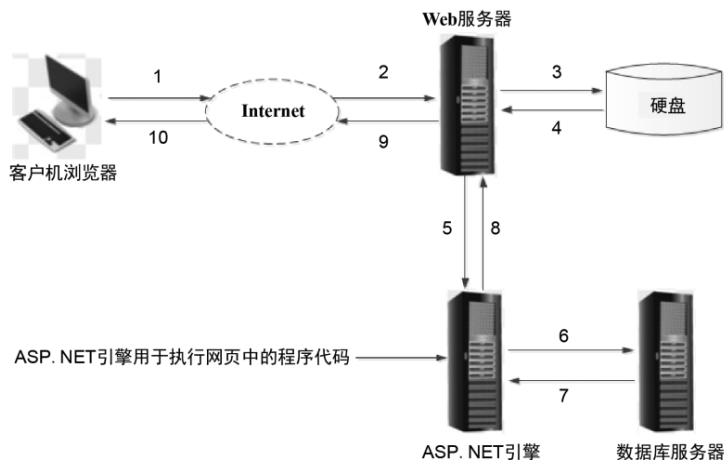 Web服务器
1
2
3
Internet
硬盘
10
9
4
客户机浏览器
5
8
6
ASP. NET引擎用于执行网页中的程序代码
7
ASP. NET引擎
数据库服务器